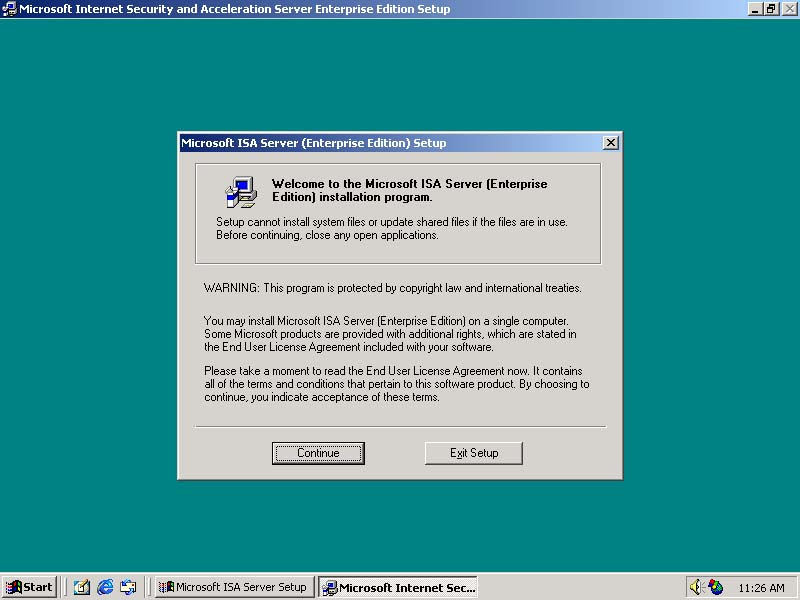 Microsoft Internet Security and Acceleration Server Enterprise Edition Setup
Microsoft ISA Server (Enterprise Edition) Setup
Welcome to the Microsoft ISA Server (Enterprise
Edition) installation program.
Setup cannot install system files or update shared files if the files are in use.
Before continuing, close any open applications.
WARNING: This program is protected by copyright law and international treaties.
You may install Microsoft ISA Server (Enterprise Edition) on a single computer.
Some Microsoft products are provided with additional rights, which are stated in
the End User License Agreement included with your software.
Please take a moment to read the End User License Agreement now. It contains
all of the terms and conditions that pertain to this software product. By choosing to
continue, you indicate acceptance of these terms.
Continue
Exit Setup
Start
Microsoft ISA Server Setup
Microsoft Internet Sec...
11:26 AM